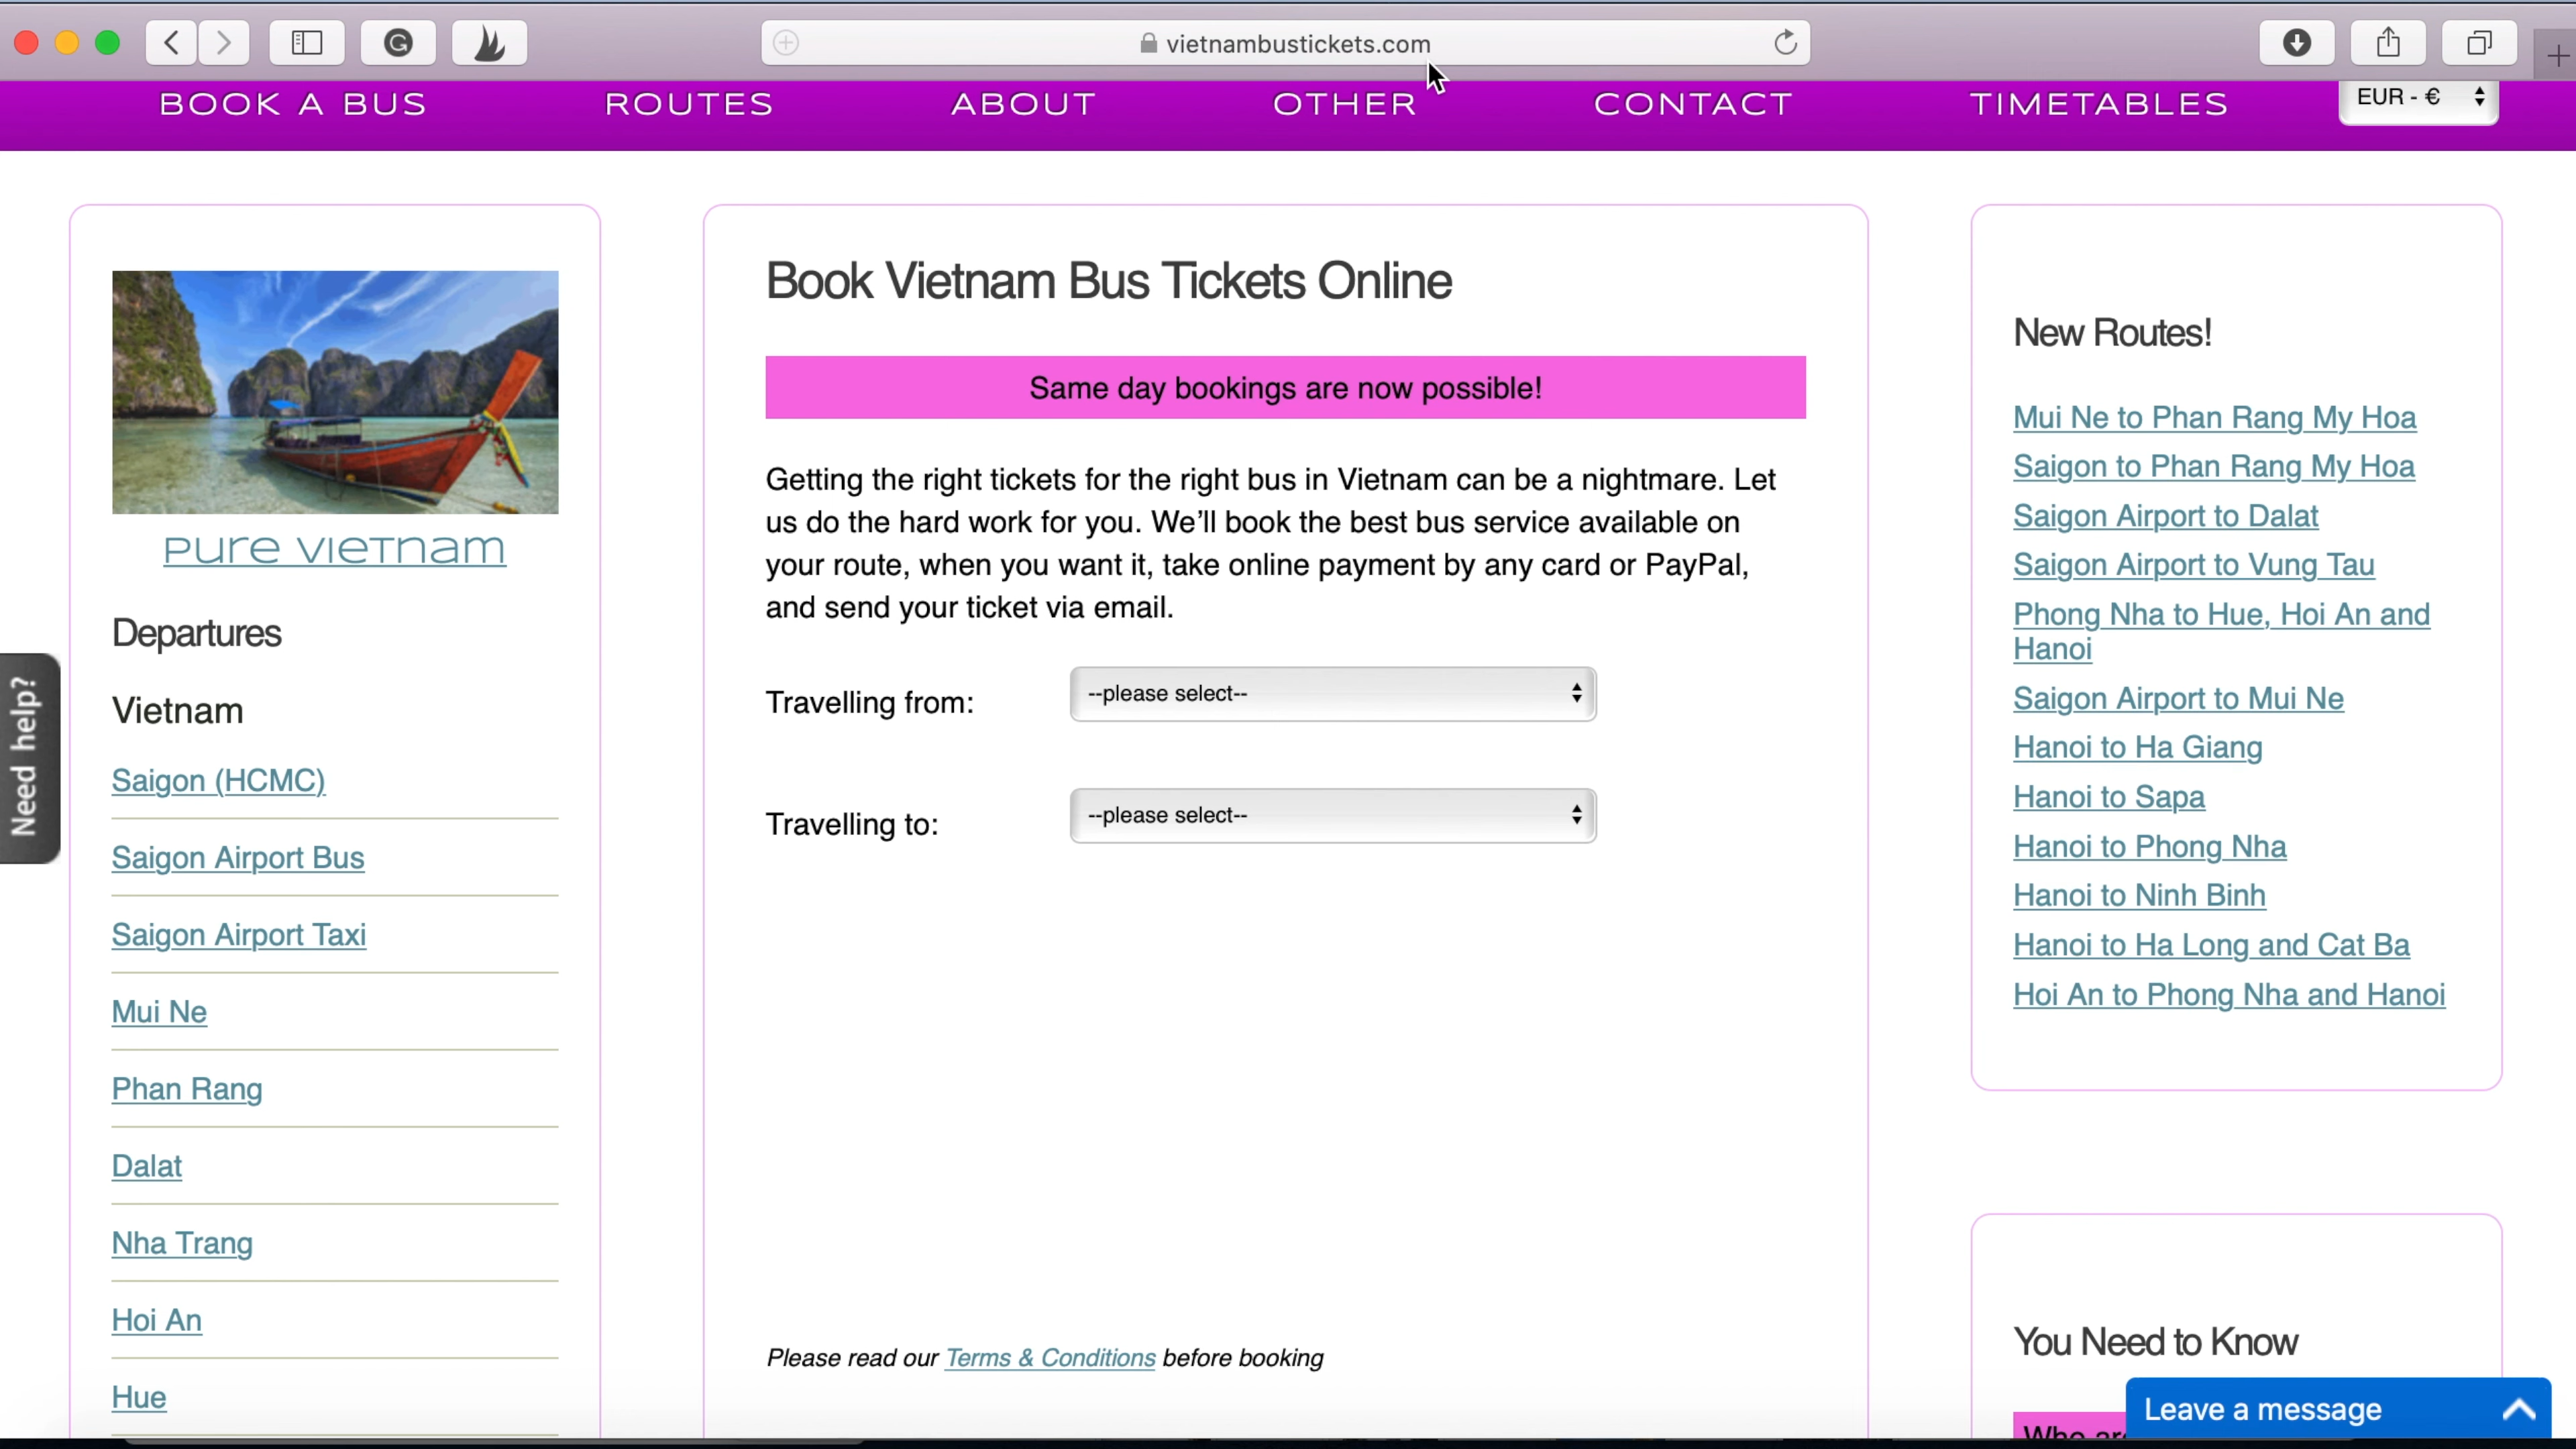 vietnambustickets.com
BOOK A BUS
ROUTES
ABOUT
OTHER
CONTACT
TIMETABLES
EUR - €
pure vietnam
Departures
Vietnam
Saigon (HCMC)
Saigon Airport Bus
Saigon Airport Taxi
Mui Ne
Phan Rang
Dalat
Nha Trang
Hoi An
Hue
Need help?
Book Vietnam Bus Tickets Online
Same day bookings are now possible!
Getting the right tickets for the right bus in Vietnam can be a nightmare. Let
us do the hard work for you. We’ll book the best bus service available on
your route, when you want it, take online payment by any card or PayPal,
and send your ticket via email.
Travelling from:
--please select--
Travelling to:
--please select--
Please read our Terms & Conditions before booking
New Routes!
Mui Ne to Phan Rang My Hoa
Saigon to Phan Rang My Hoa
Saigon Airport to Dalat
Saigon Airport to Vung Tau
Phong Nha to Hue, Hoi An and
Hanoi
Saigon Airport to Mui Ne
Hanoi to Ha Giang
Hanoi to Sapa
Hanoi to Phong Nha
Hanoi to Ninh Binh
Hanoi to Ha Long and Cat Ba
Hoi An to Phong Nha and Hanoi
You Need to Know
Leave a message